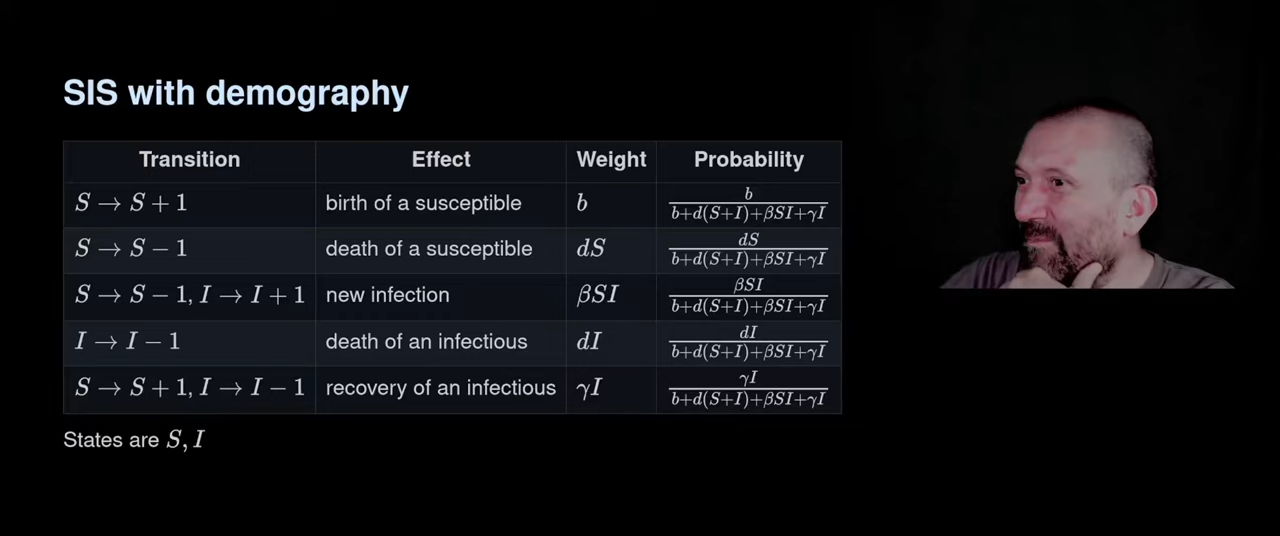 SIS with demography
Transition Effect Weight Probability
S → S + 1 birth of a susceptible b b/(b+d(S+I)+βSI+γI)
S → S − 1 death of a susceptible dS dS/(b+d(S+I)+βSI+γI)
S → S − 1, I → I + 1 new infection βSI βSI/(b+d(S+I)+βSI+γI)
I → I − 1 death of an infectious dI dI/(b+d(S+I)+βSI+γI)
S → S + 1, I → I − 1 recovery of an infectious γI γI/(b+d(S+I)+βSI+γI)
States are S, I